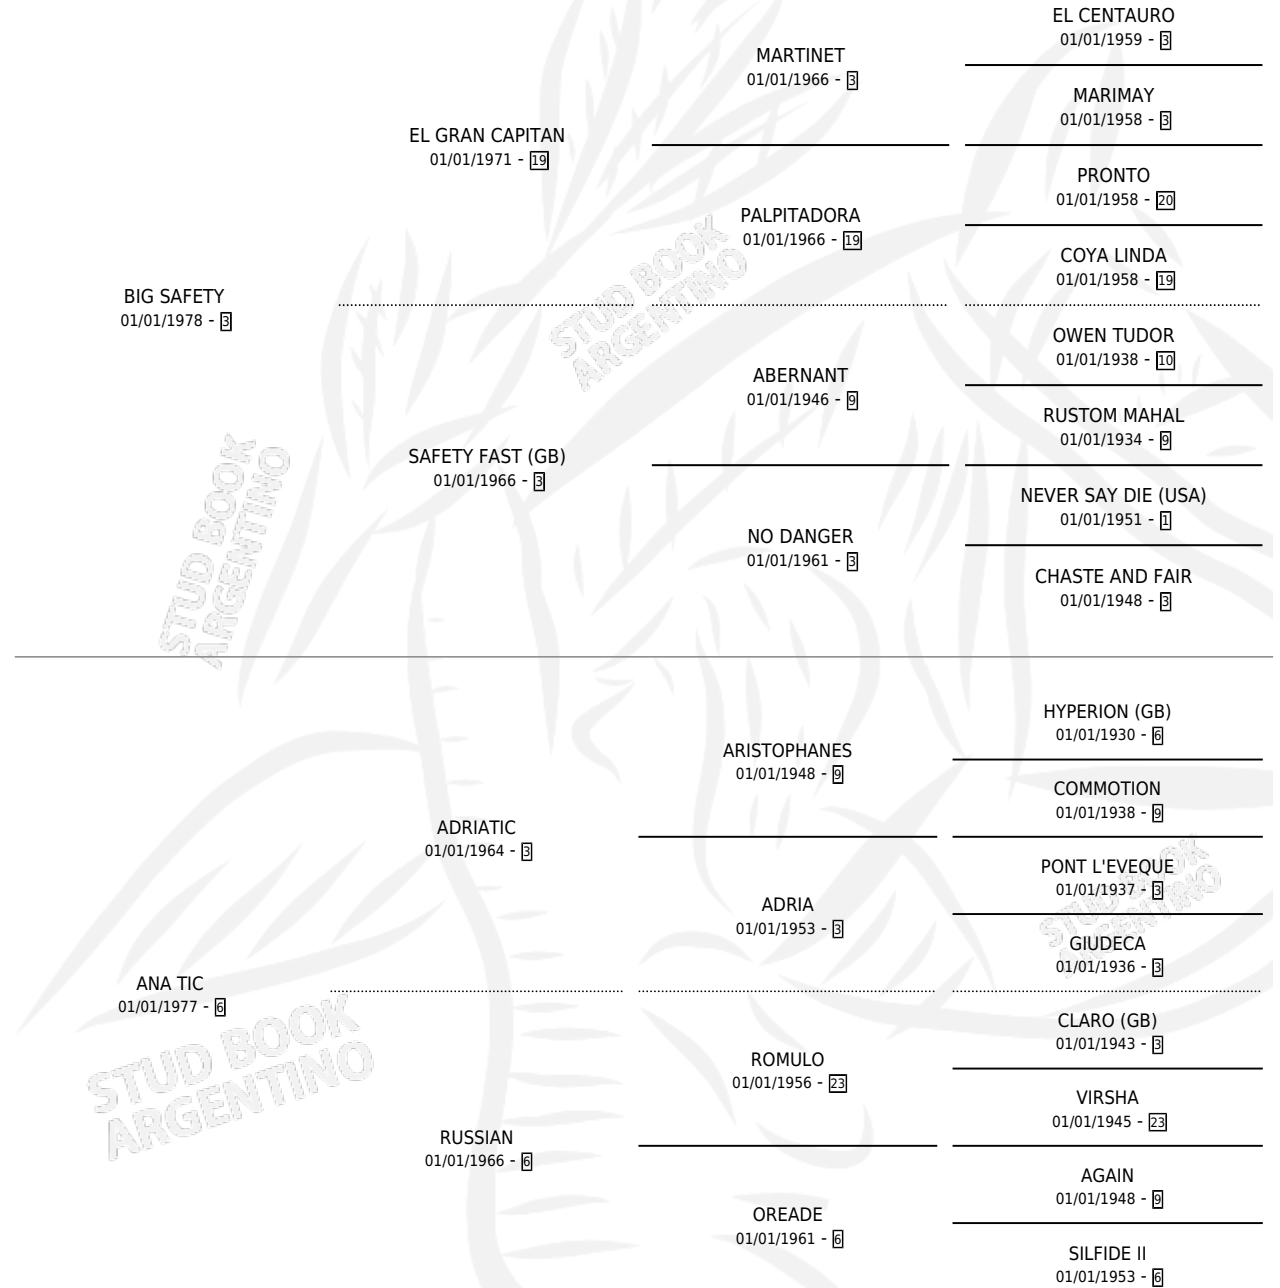 EL CENTAURO
01/01/1959 - 3
MARTINET
01/01/1966 - 3
MARIMAY
01/01/1958 - 3
EL GRAN CAPITAN
01/01/1971 - 19
PRONTO
01/01/1958 - 20
PALPITADORA
01/01/1966 - 19
COYA LINDA
01/01/1958 - 19
BIG SAFETY
01/01/1978 - 3
STUD BOOK
ARGENTINO
OWEN TUDOR
01/01/1938 - 10
ABERNANT
01/01/1946 - 9
RUSTOM MAHAL
01/01/1934 - 9
SAFETY FAST (GB)
01/01/1966 - 3
NEVER SAY DIE (USA)
01/01/1951 - 1
NO DANGER
01/01/1961 - 3
CHASTE AND FAIR
01/01/1948 - 3
STUD BOOK
ARGENTINO
HYPERION (GB)
01/01/1930 - 6
ARISTOPHANES
01/01/1948 - 9
COMMOTION
01/01/1938 - 9
ADRIATIC
01/01/1964 - 3
PONT L'EVEQUE
01/01/1937 - 3
ADRIA
01/01/1953 - 3
GIUDECA
01/01/1936 - 3
STUD BOOK
ARGENTINO
ANA TIC
01/01/1977 - 6
CLARO (GB)
01/01/1943 - 3
ROMULO
01/01/1956 - 23
VIRSHA
01/01/1945 - 23
STUD BOOK
ARGENTINO
RUSSIAN
01/01/1966 - 6
AGAIN
01/01/1948 - 9
OREADE
01/01/1961 - 6
SILFIDE II
01/01/1953 - 6